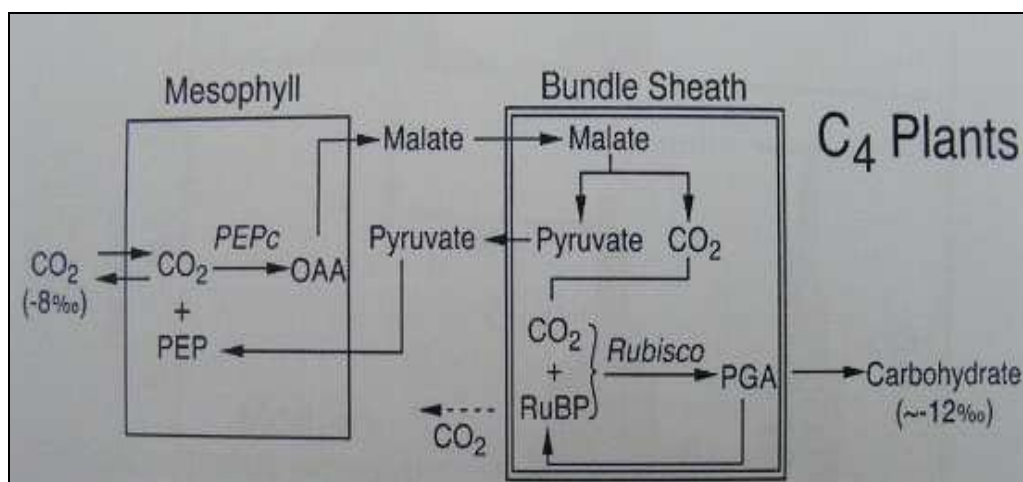 Mesophyll
Bundle Sheath
C₄ Plants
Malate
Malate
PEPc
Pyruvate
Pyruvate
CO₂
CO₂
(-8‰)
CO₂
OAA
+
PEP
CO₂
+
RuBP
Rubisco
PGA
Carbohydrate
(~-12‰)
CO₂